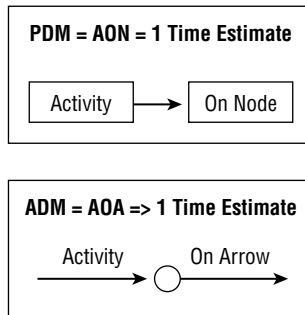 PDM = AON = 1 Time Estimate
Activity On Node
ADM = AOA => 1 Time Estimate
Activity On Arrow